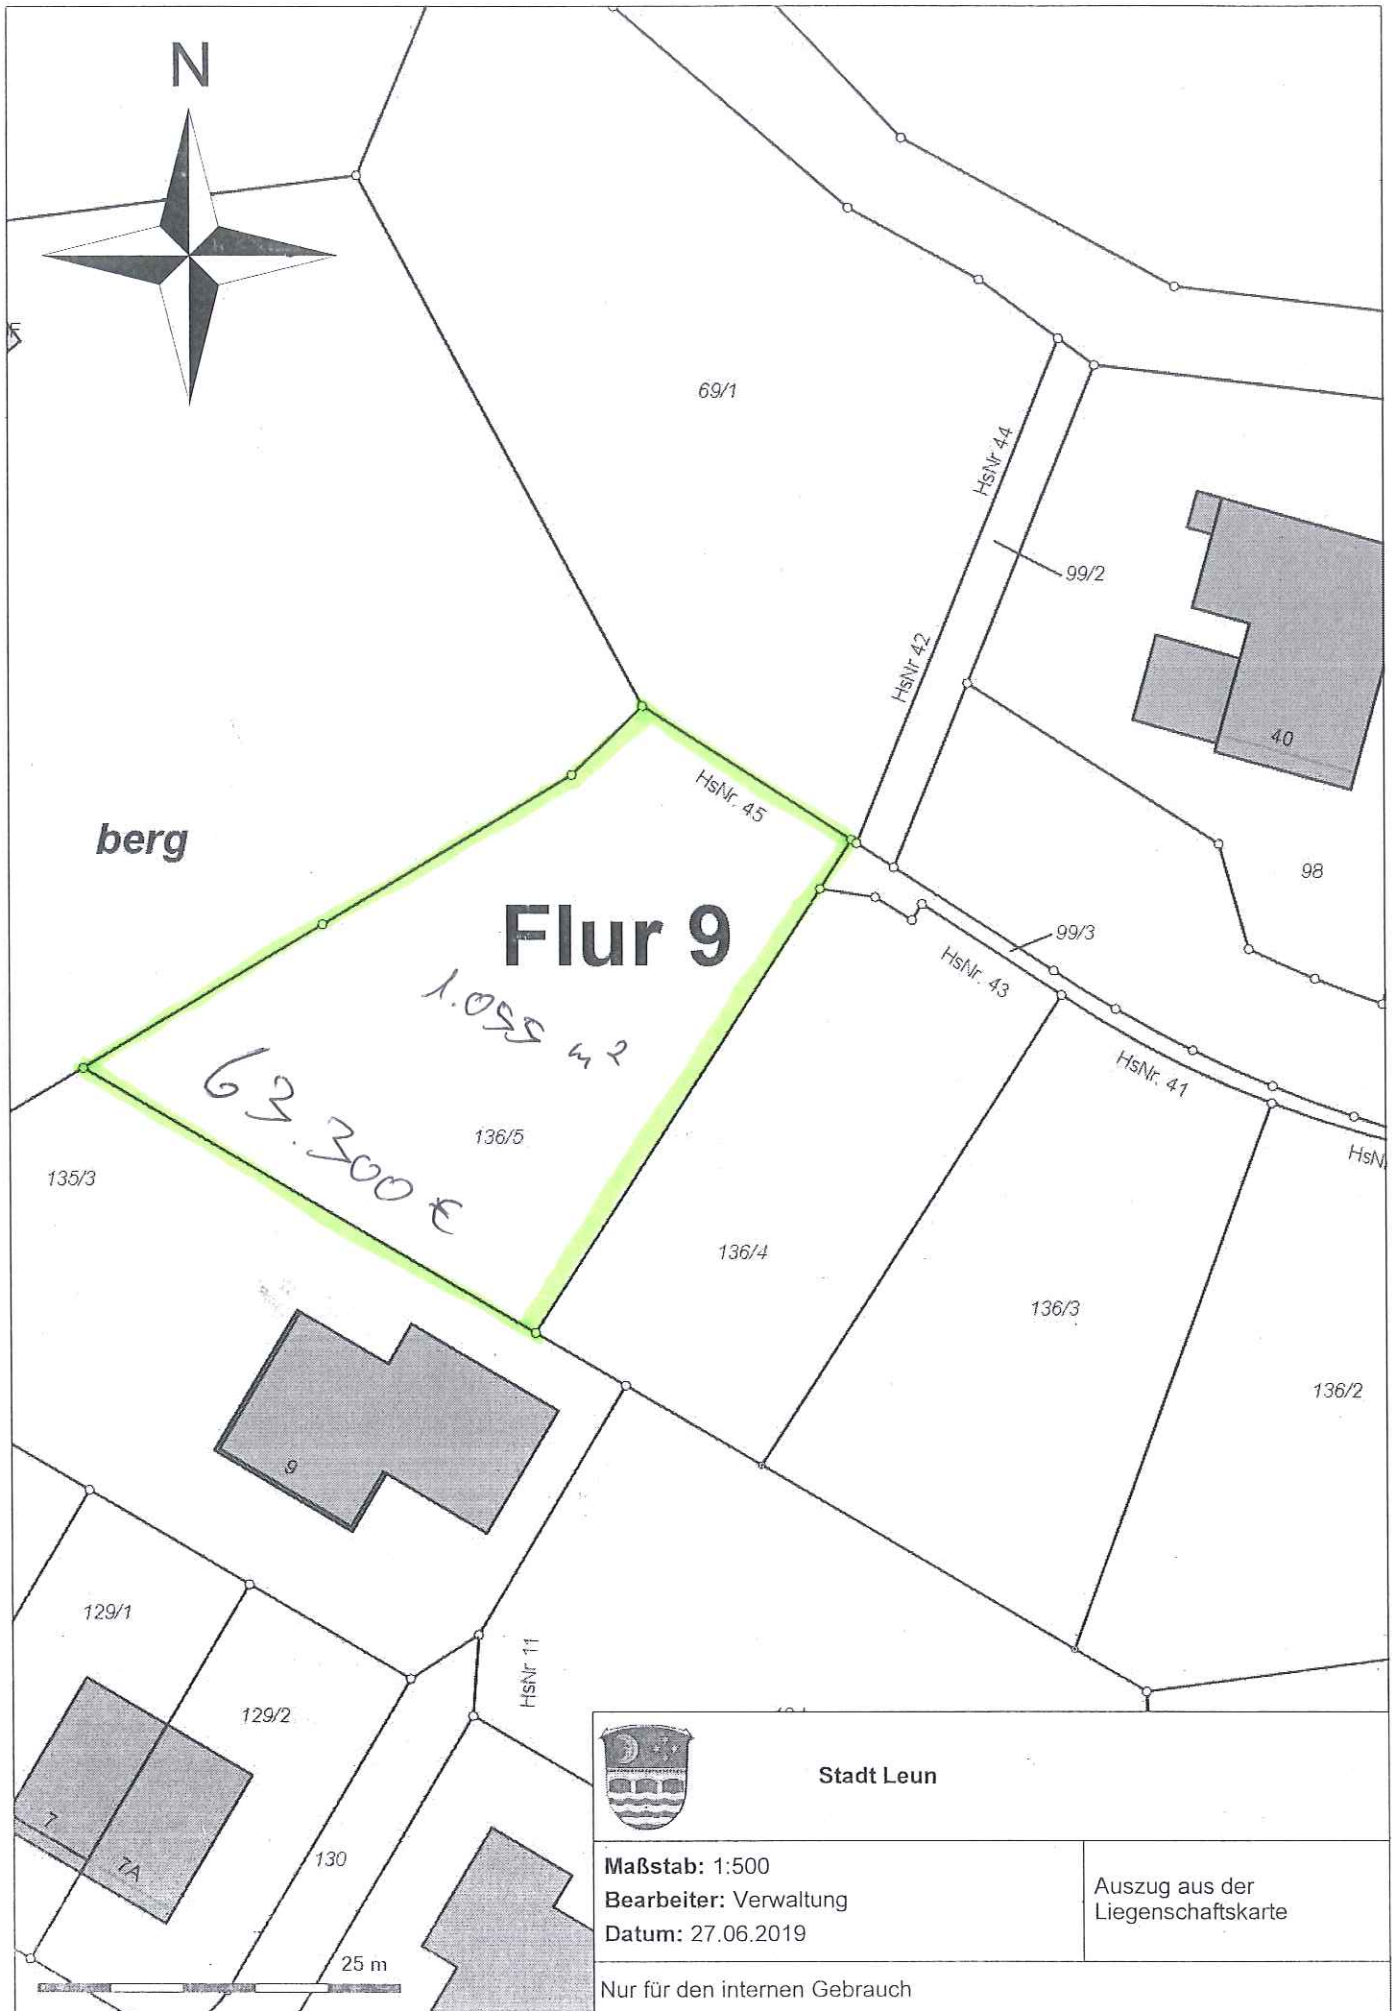 N
69/1
HsNr 44
99/2
HsNr 42
40
HsNr. 45
berg
98
Flur 9
99/3
HsNr. 43
1.055 m²
HsNr. 41
63.300 €
136/5
HsN
135/3
136/4
136/3
136/2
9
129/1
HsNr 11
129/2
7
7A
130
25 m
Stadt Leun
Maßstab: 1:500
Bearbeiter: Verwaltung
Datum: 27.06.2019
Auszug aus der
Liegenschaftskarte
Nur für den internen Gebrauch